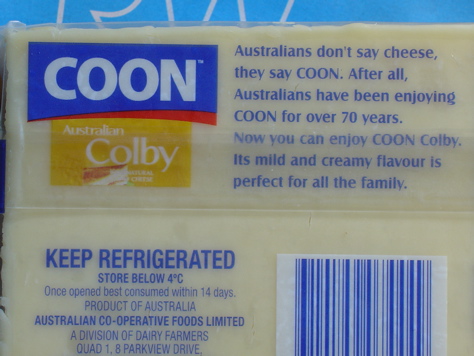 COON™
Australian
Colby
NATURAL
CHEESE
Australians don't say cheese,
they say COON. After all,
Australians have been enjoying
COON for over 70 years.
Now you can enjoy COON Colby.
Its mild and creamy flavour is
perfect for all the family.
KEEP REFRIGERATED
STORE BELOW 4°C
Once opened best consumed within 14 days.
PRODUCT OF AUSTRALIA
AUSTRALIAN CO-OPERATIVE FOODS LIMITED
A DIVISION OF DAIRY FARMERS
QUAD 1, 8 PARKVIEW DRIVE,